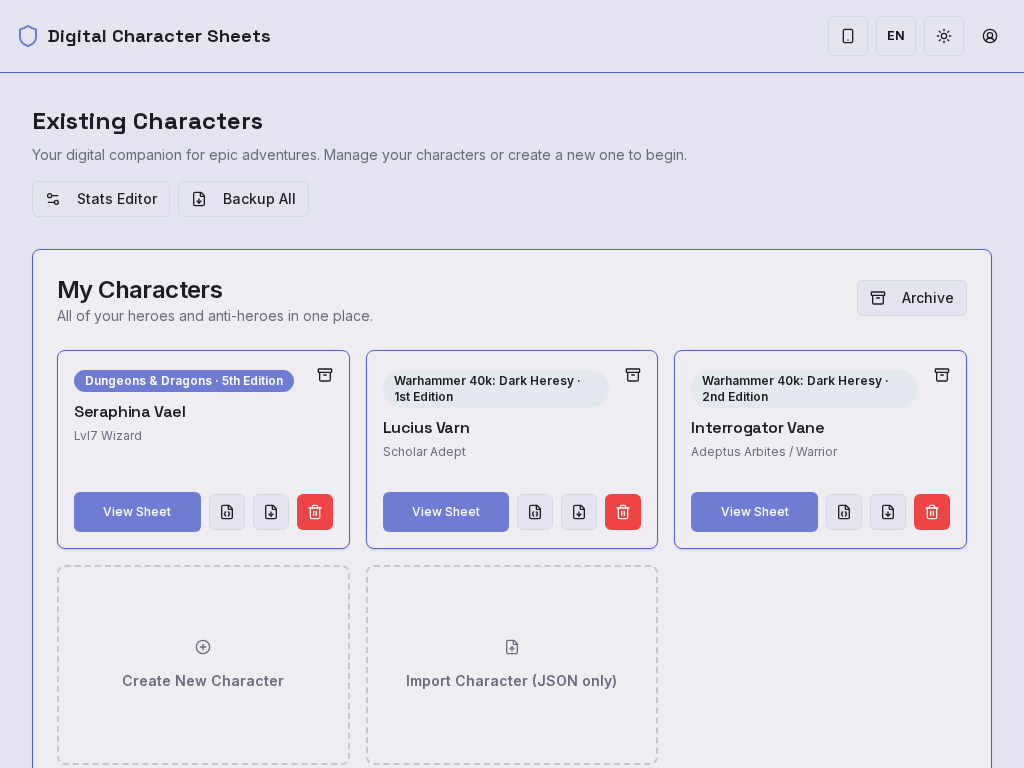 Digital Character Sheets
EN
Existing Characters
Your digital companion for epic adventures. Manage your characters or create a new one to begin.
Stats Editor
Backup All
My Characters
All of your heroes and anti-heroes in one place.
Archive
Dungeons & Dragons · 5th Edition
Seraphina Vael
Lvl7 Wizard
View Sheet
Warhammer 40k: Dark Heresy ·
1st Edition
Lucius Varn
Scholar Adept
View Sheet
Warhammer 40k: Dark Heresy ·
2nd Edition
Interrogator Vane
Adeptus Arbites / Warrior
View Sheet
Create New Character
Import Character (JSON only)